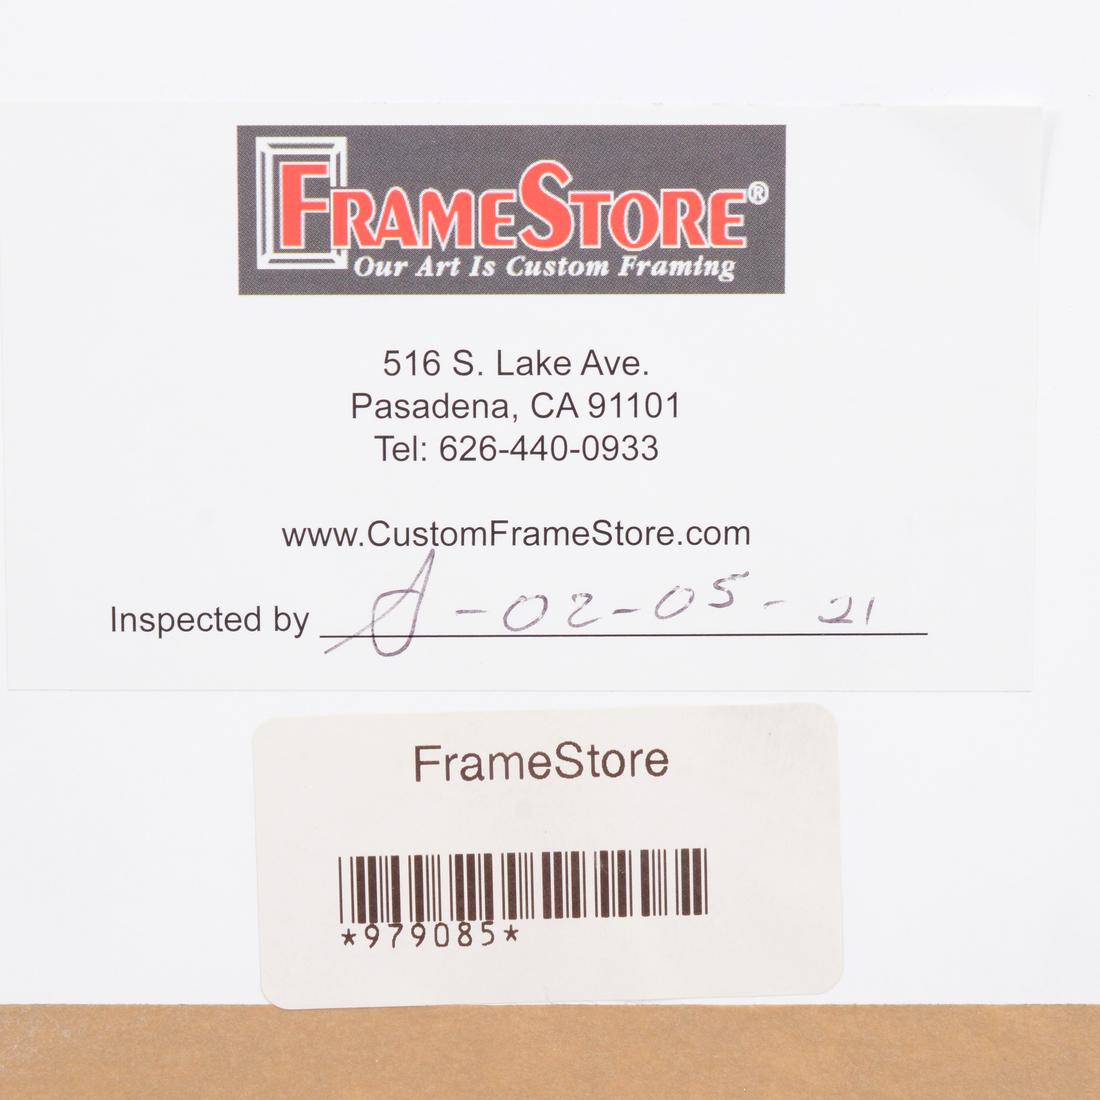 FRAMESTORE®
Our Art Is Custom Framing
516 S. Lake Ave.
Pasadena, CA 91101
Tel: 626-440-0933
www.CustomFrameStore.com
Inspected by - 02-05-21
FrameStore
*979085*